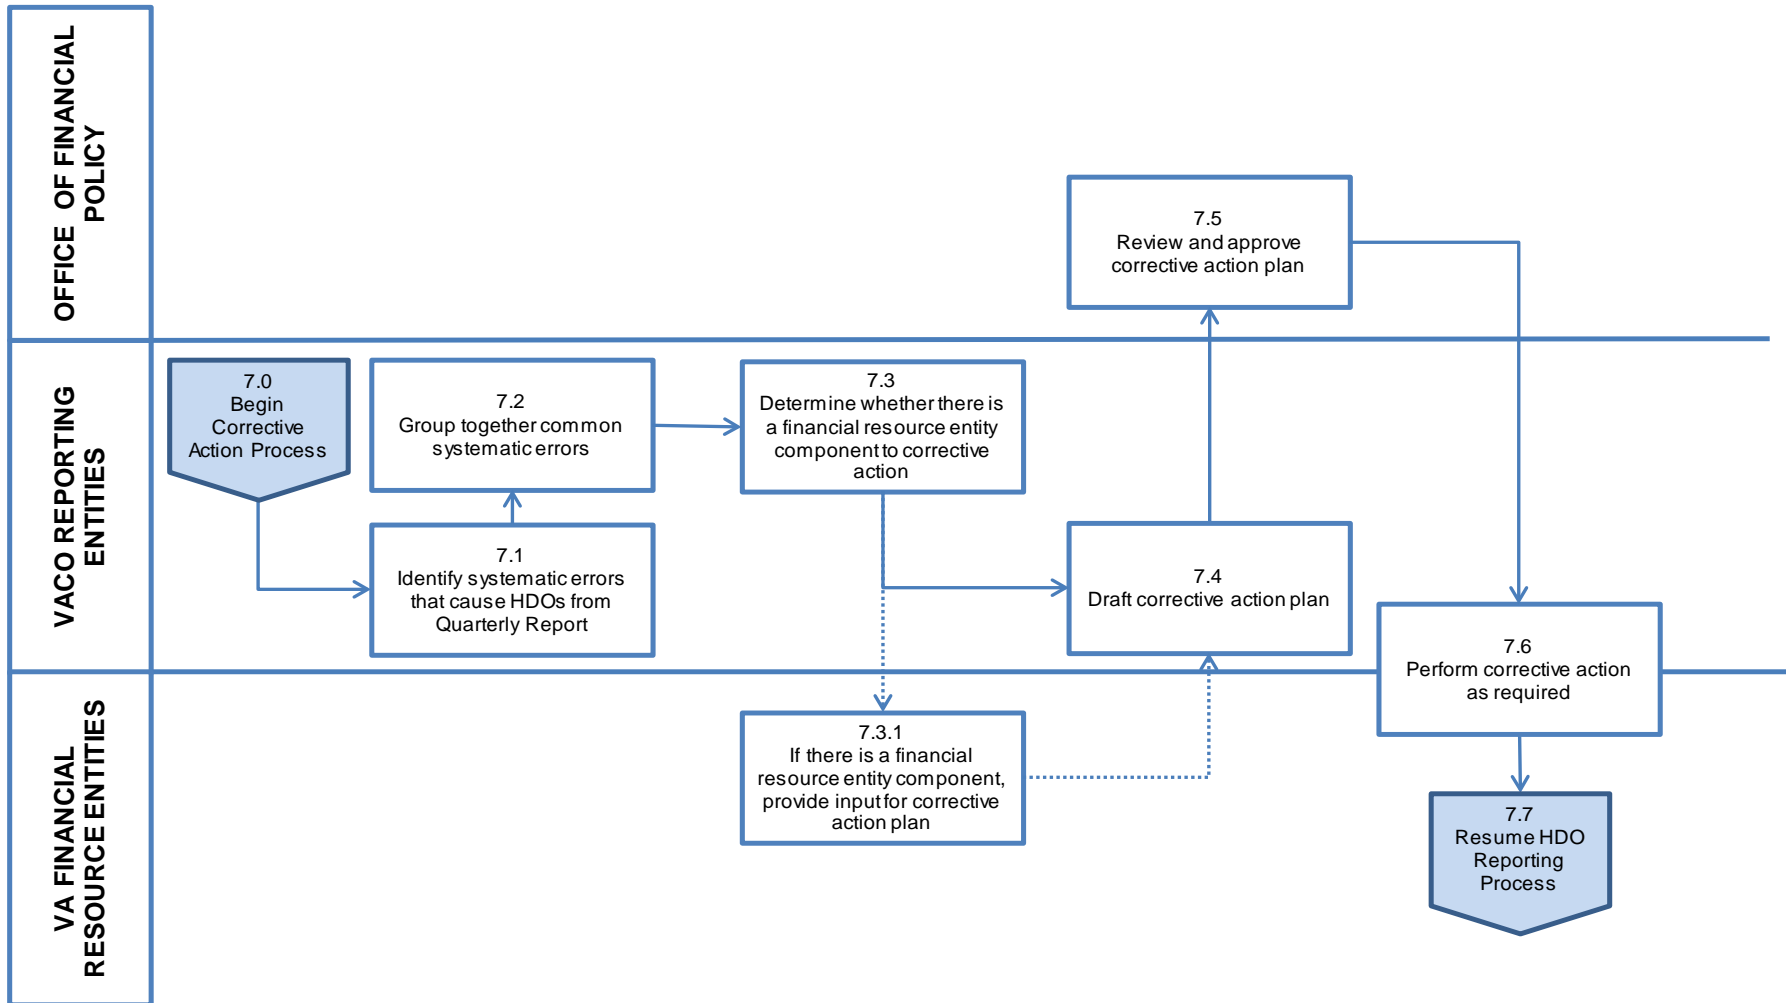 OFFICE OF FINANCIAL
POLICY
7.5
Review and approve
corrective action plan
VACO REPORTING
ENTITIES
7.0
Begin
Corrective
Action Process
7.2
Group together common
systematic errors
7.3
Determine whether there is
a financial resource entity
component to corrective
action
7.1
Identify systematic errors
that cause HDOs from
Quarterly Report
7.4
Draft corrective action plan
7.6
Perform corrective action
as required
VA FINANCIAL
RESOURCE ENTITIES
7.3.1
If there is a financial
resource entity component,
provide input for corrective
action plan
7.7
Resume HDO
Reporting
Process